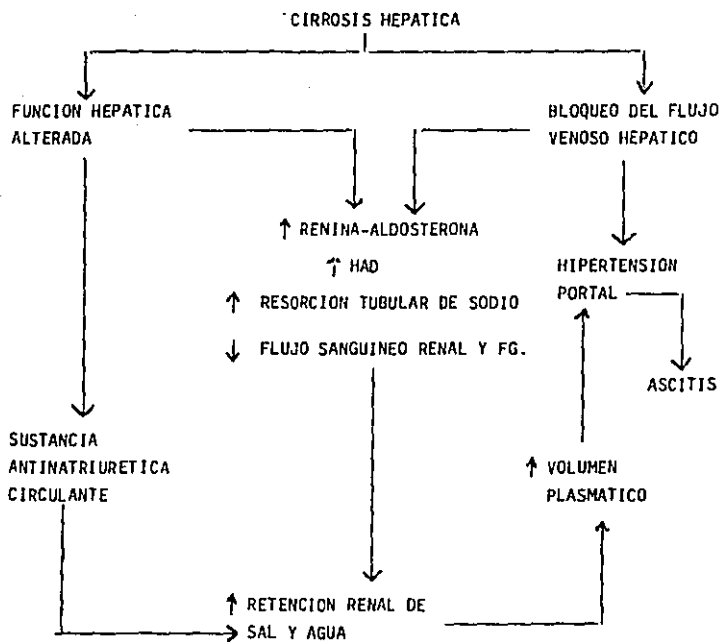 CIRROSIS HEPATICA
FUNCION HEPATICA
ALTERADA
BLOQUEO DEL FLUJO
VENOSO HEPATICO
↑ RENINA-ALDOSTERONA
↑ HAD
↑ RESORCION TUBULAR DE SODIO
↓ FLUJO SANGUINEO RENAL Y FG.
HIPERTENSION
PORTAL
ASCITIS
SUSTANCIA
ANTINATRIURETICA
CIRCULANTE
↑ VOLUMEN
PLASMATICO
↑ RETENCION RENAL DE
SAL Y AGUA